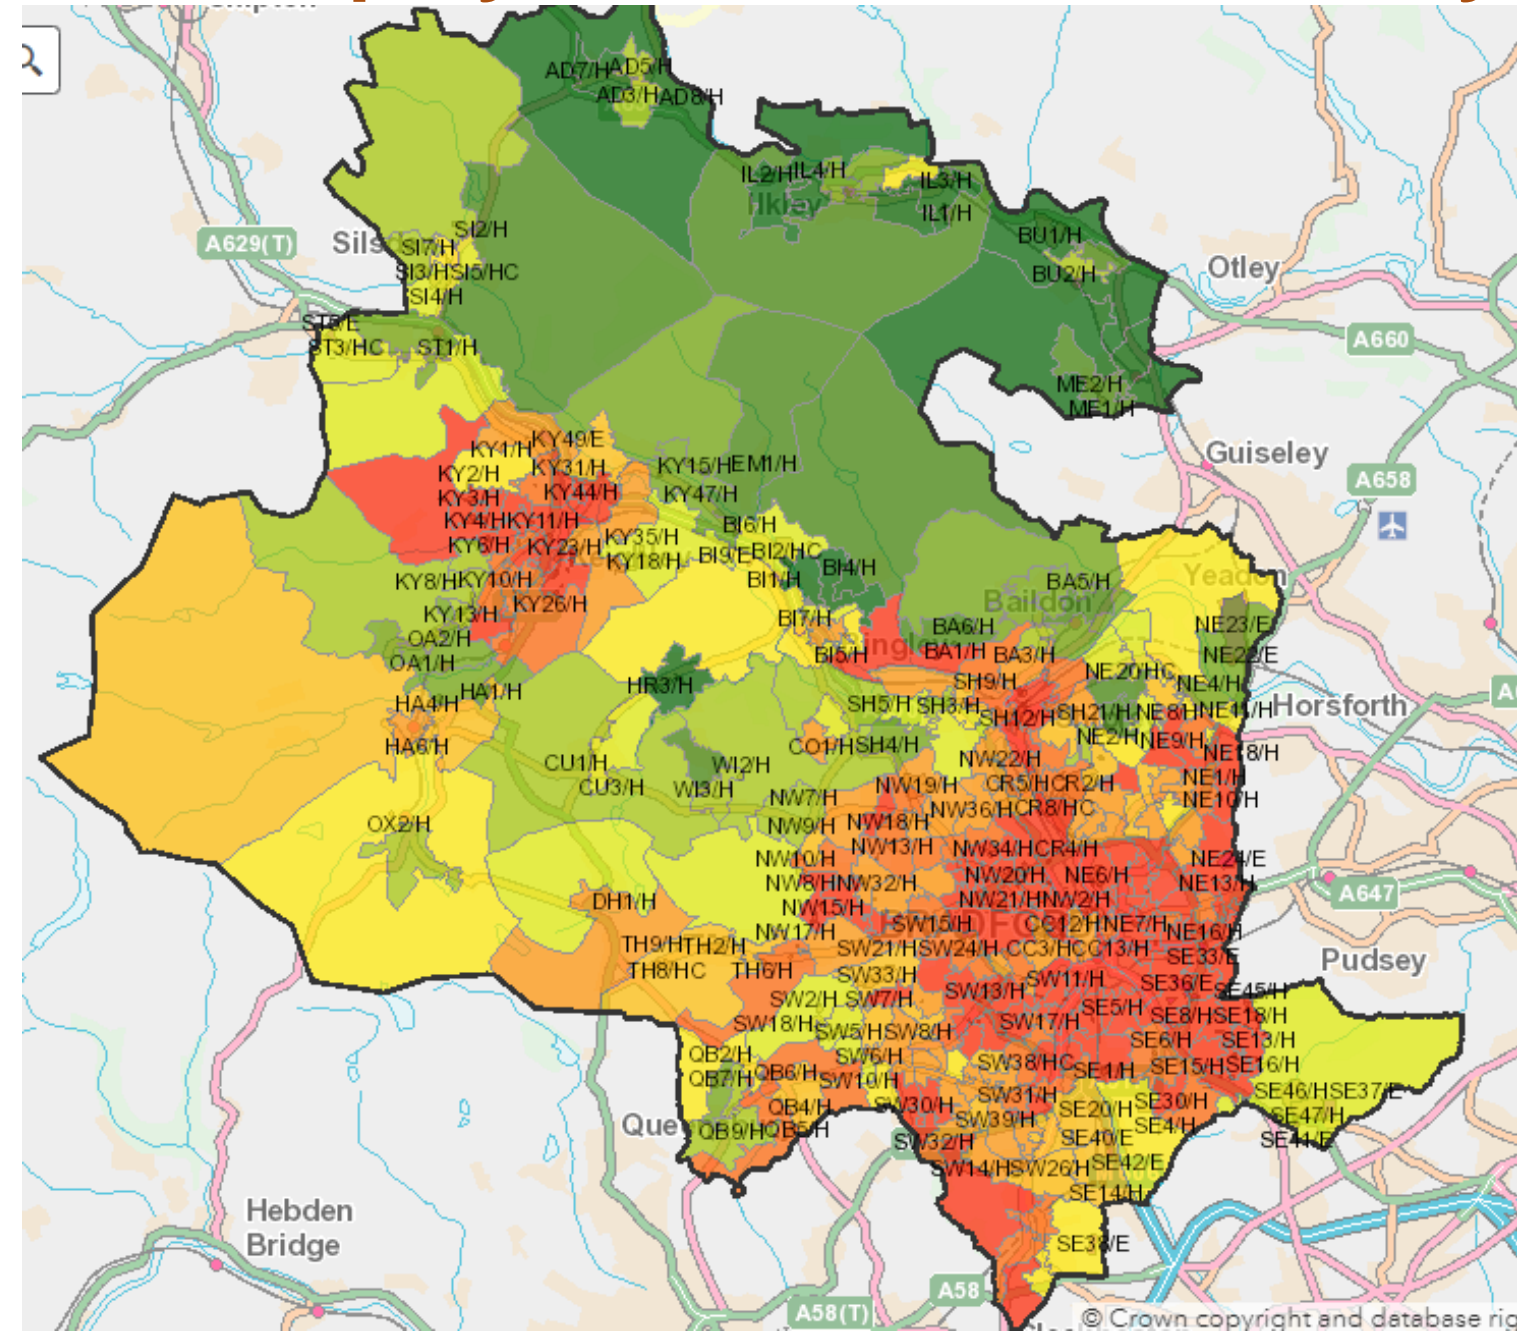 AD7/H AD5/H
AD3/H AD8/H
IL2/H IL4/H IL3/H
Ilkley IL1/H
SI2/H BU1/H
A629(T) SI7/H
SI3/H SI5/HC BU2/H Otley
SI4/H
ST3/HC ST1/H A660
ME2/H
ME1/H
KY1/H KY49/E Guiseley
KY2/H KY31/H KY15/H EM1/H A658
KY3/H KY44/H KY47/H
KY4/H KY11/H BI6/H
KY6/H KY23/H KY35/H BI9/E BI2/HC
KY18/H BI4/H
KY8/H KY10/H BI1/H BA5/H Yeadon
KY13/H KY26/H BI7/H Baildon NE23/E
OA2/H BA6/H
OA1/H BI5/H BA1/H BA3/H NE22/E
HA1/H HR3/H SH9/H NE20/HC NE4/H
HA4/H SH5/H SH3/H SH12/H SH21/H NE8/H NE11/H Horsforth
HA6/H CO1/H SH4/H NE2/H NE9/H NE18/H
CU1/H WI2/H NW22/H
CU3/H WI3/H NW7/H NW19/H CR5/H CR2/H NE1/H
NW9/H NW18/H NW36/H CR8/HC NE10/H
OX2/H NW10/H NW13/H NW34/H CR4/H NE24/E
NW8/H NW32/H NW20/H NE6/H NE13/H A647
DH1/H NW15/H NW21/H NW2/H
NW17/H SW15/H CC12/H NE7/H NE16/H
TH9/H TH2/H SW21/H SW24/H CC3/H CC13/H SE33/E Pudsey
TH8/HC TH6/H SW33/H SW11/H SE36/E
SW2/H SW7/H SW13/H SE5/H SE45/H
SW18/H SW5/H SW8/H SW17/H SE8/H SE18/H
QB2/H SW6/H SE6/H SE13/H
QB7/H QB6/H SW10/H SW38/HC SE1/H SE15/H SE16/H
QB4/H SW30/H SW31/H SE20/H SE30/H SE46/H SE37/E
SW39/H SE4/H SE47/H
QB9/H QB5/H SW32/H SE40/E SE41/E
SW14/H SW26/H SE42/E
SE14/H
Hebden
Bridge
SE38/E
A58
A58(T)
© Crown copyright and database